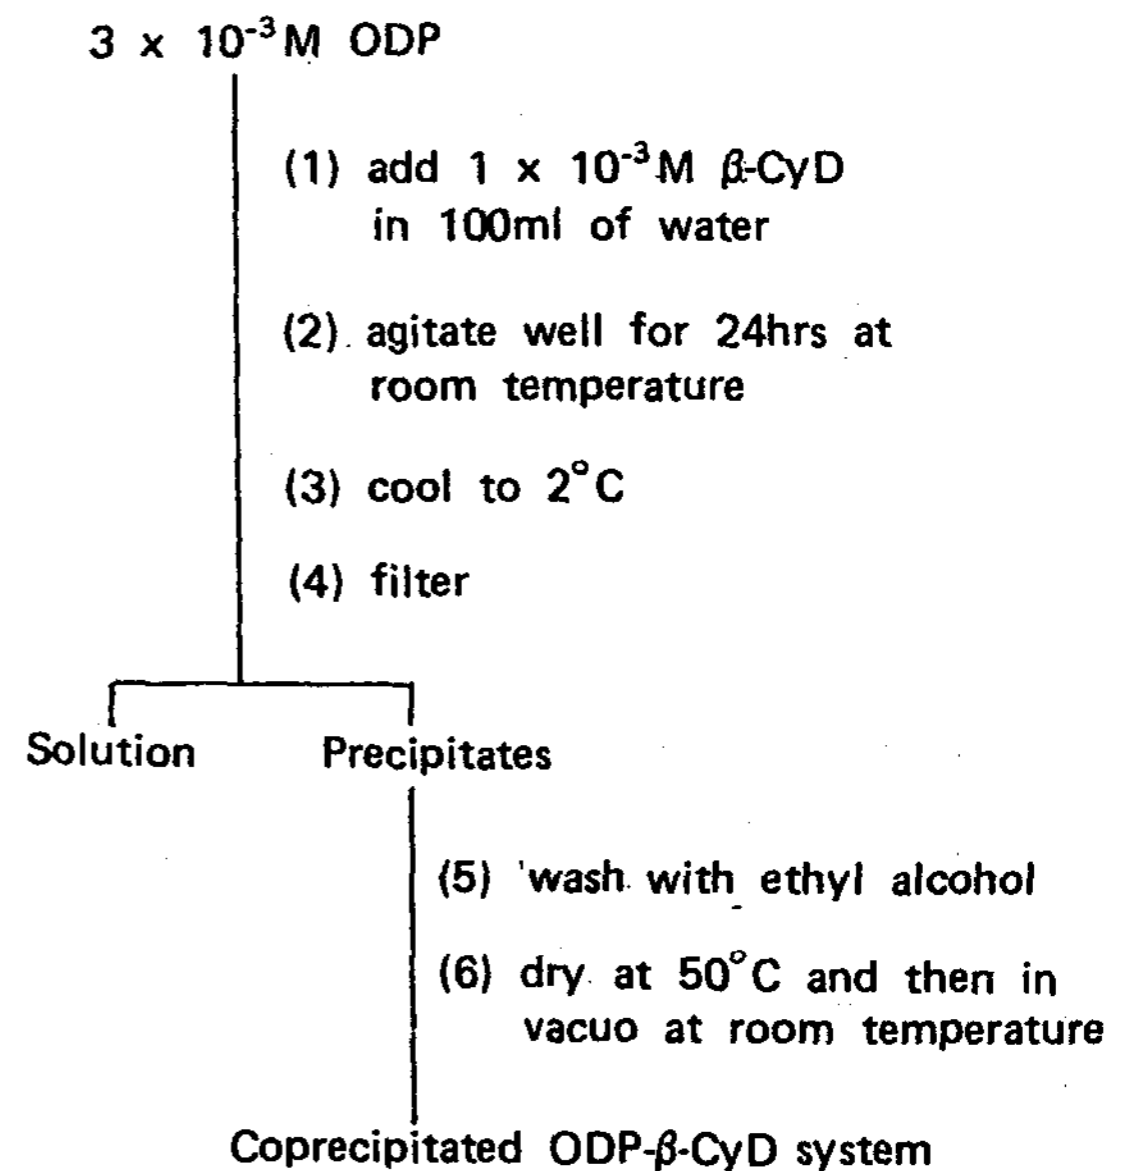 3 x 10⁻³M ODP
(1) add 1 x 10⁻³M β-CyD
in 100ml of water
(2) agitate well for 24hrs at
room temperature
(3) cool to 2°C
(4) filter
Solution Precipitates
(5) wash with ethyl alcohol
(6) dry at 50°C and then in
vacuo at room temperature
Coprecipitated ODP-β-CyD system